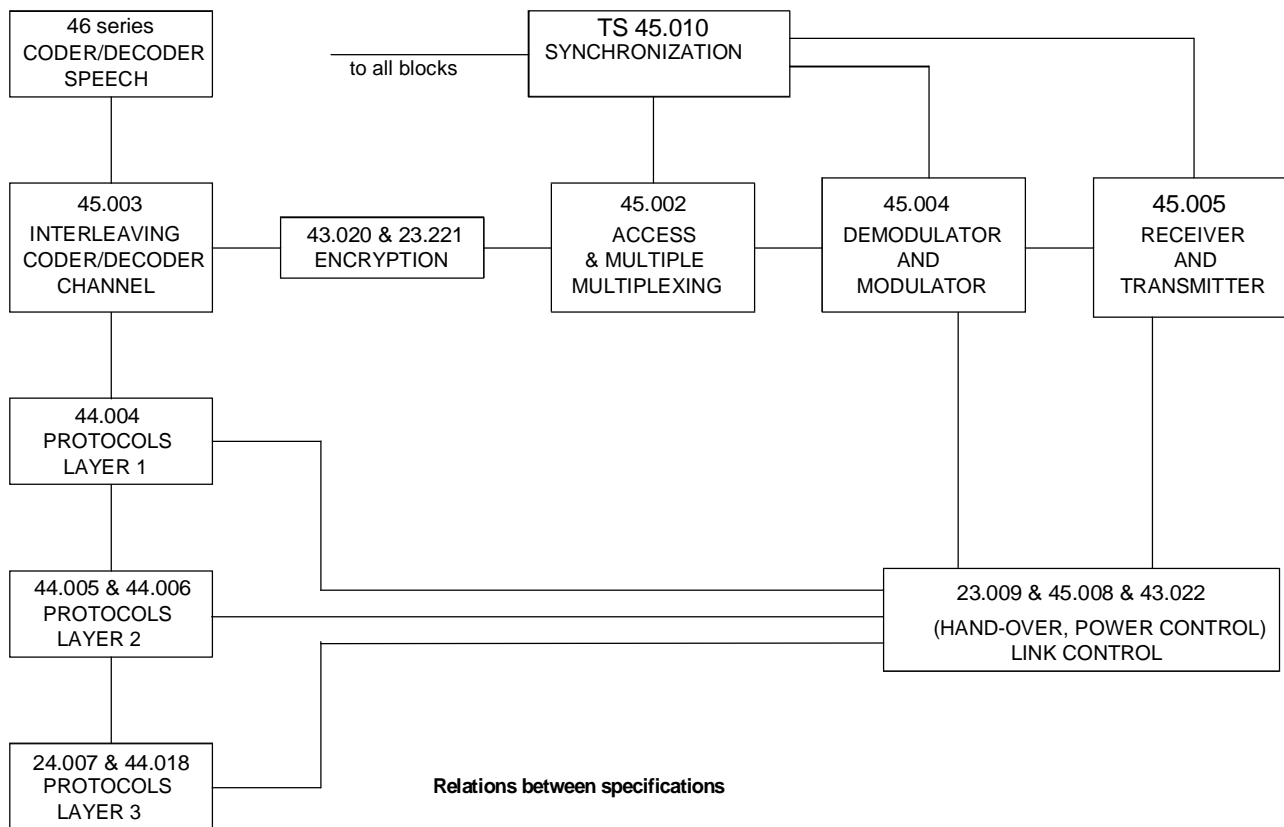 46 series
CODER/DECODER
SPEECH
to all blocks
TS 45.010
SYNCHRONIZATION
45.003
INTERLEAVING
CODER/DECODER
CHANNEL
43.020 & 23.221
ENCRYPTION
45.002
ACCESS
& MULTIPLE
MULTIPLEXING
45.004
DEMODULATOR
AND
MODULATOR
45.005
RECEIVER
AND
TRANSMITTER
44.004
PROTOCOLS
LAYER 1
44.005 & 44.006
PROTOCOLS
LAYER 2
23.009 & 45.008 & 43.022
(HAND-OVER, POWER CONTROL)
LINK CONTROL
24.007 & 44.018
PROTOCOLS
LAYER 3
Relations between specifications